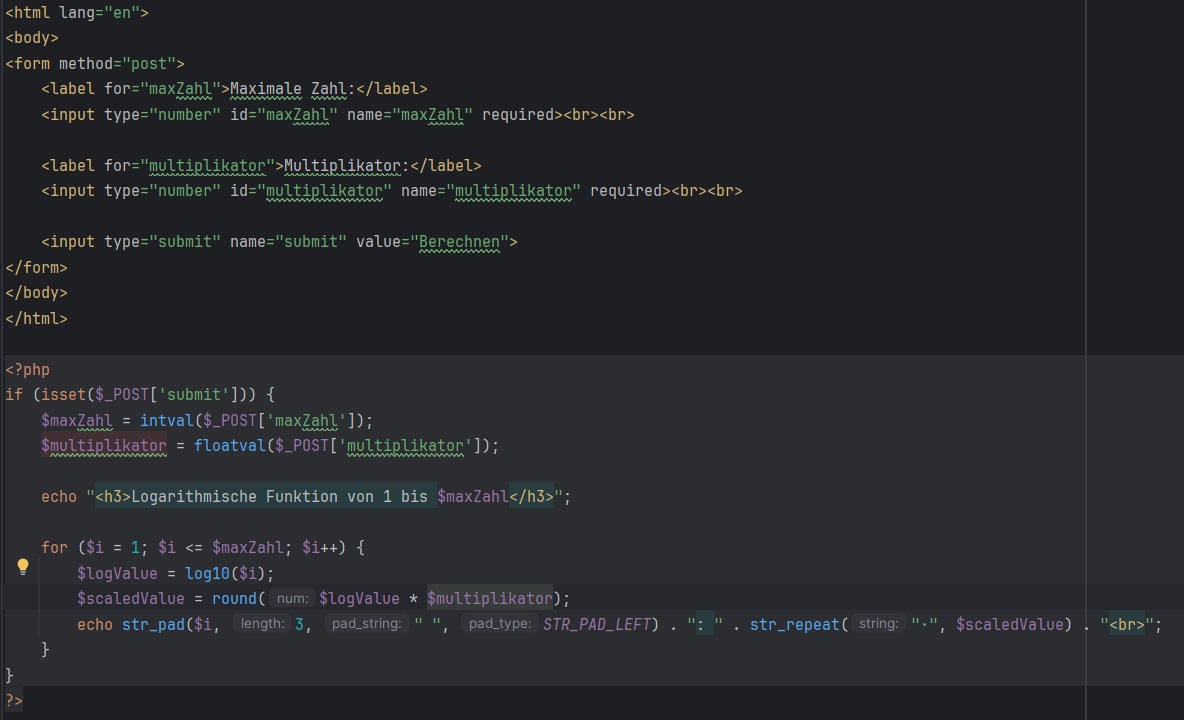 <html lang="en">
<body>
<form method="post">
    <label for="maxZahl">Maximale Zahl:</label>
    <input type="number" id="maxZahl" name="maxZahl" required><br><br>

    <label for="multiplikator">Multiplikator:</label>
    <input type="number" id="multiplikator" name="multiplikator" required><br><br>

    <input type="submit" name="submit" value="Berechnen">
</form>
</body>
</html>

<?php
if (isset($_POST['submit'])) {
    $maxZahl = intval($_POST['maxZahl']);
    $multiplikator = floatval($_POST['multiplikator']);

    echo "<h3>Logarithmische Funktion von 1 bis $maxZahl</h3>";

    for ($i = 1; $i <= $maxZahl; $i++) {
        $logValue = log10($i);
        $scaledValue = round( num: $logValue * $multiplikator);
        echo str_pad($i, length: 3, pad_string: " ", pad_type: STR_PAD_LEFT) . ": " . str_repeat( string: "·", $scaledValue) . "<br>";
    }
}
?>